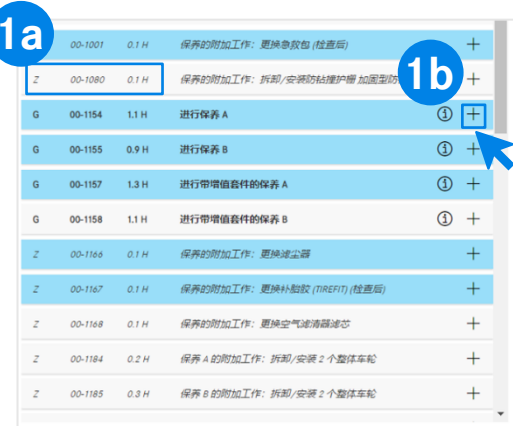 1a
00-1001 0.1 H 保养的附加工作：更换急救包 (检查后) +
1b
Z 00-1080 0.1 H 保养的附加工作：拆卸/安装防钻撞护栅 加固型防 +
G 00-1154 1.1 H 进行保养 A i +
G 00-1155 0.9 H 进行保养 B i +
G 00-1157 1.3 H 进行带增值套件的保养 A i +
G 00-1158 1.1 H 进行带增值套件的保养 B i +
Z 00-1166 0.1 H 保养的附加工作：更换滤尘器 +
Z 00-1167 0.1 H 保养的附加工作：更换补胎胶 (TIREFIT) (检查后) +
Z 00-1168 0.1 H 保养的附加工作：更换空气滤清器滤芯 +
Z 00-1184 0.2 H 保养 A 的附加工作：拆卸/安装 2 个整体车轮 +
Z 00-1185 0.3 H 保养 B 的附加工作：拆卸/安装 2 个整体车轮 +